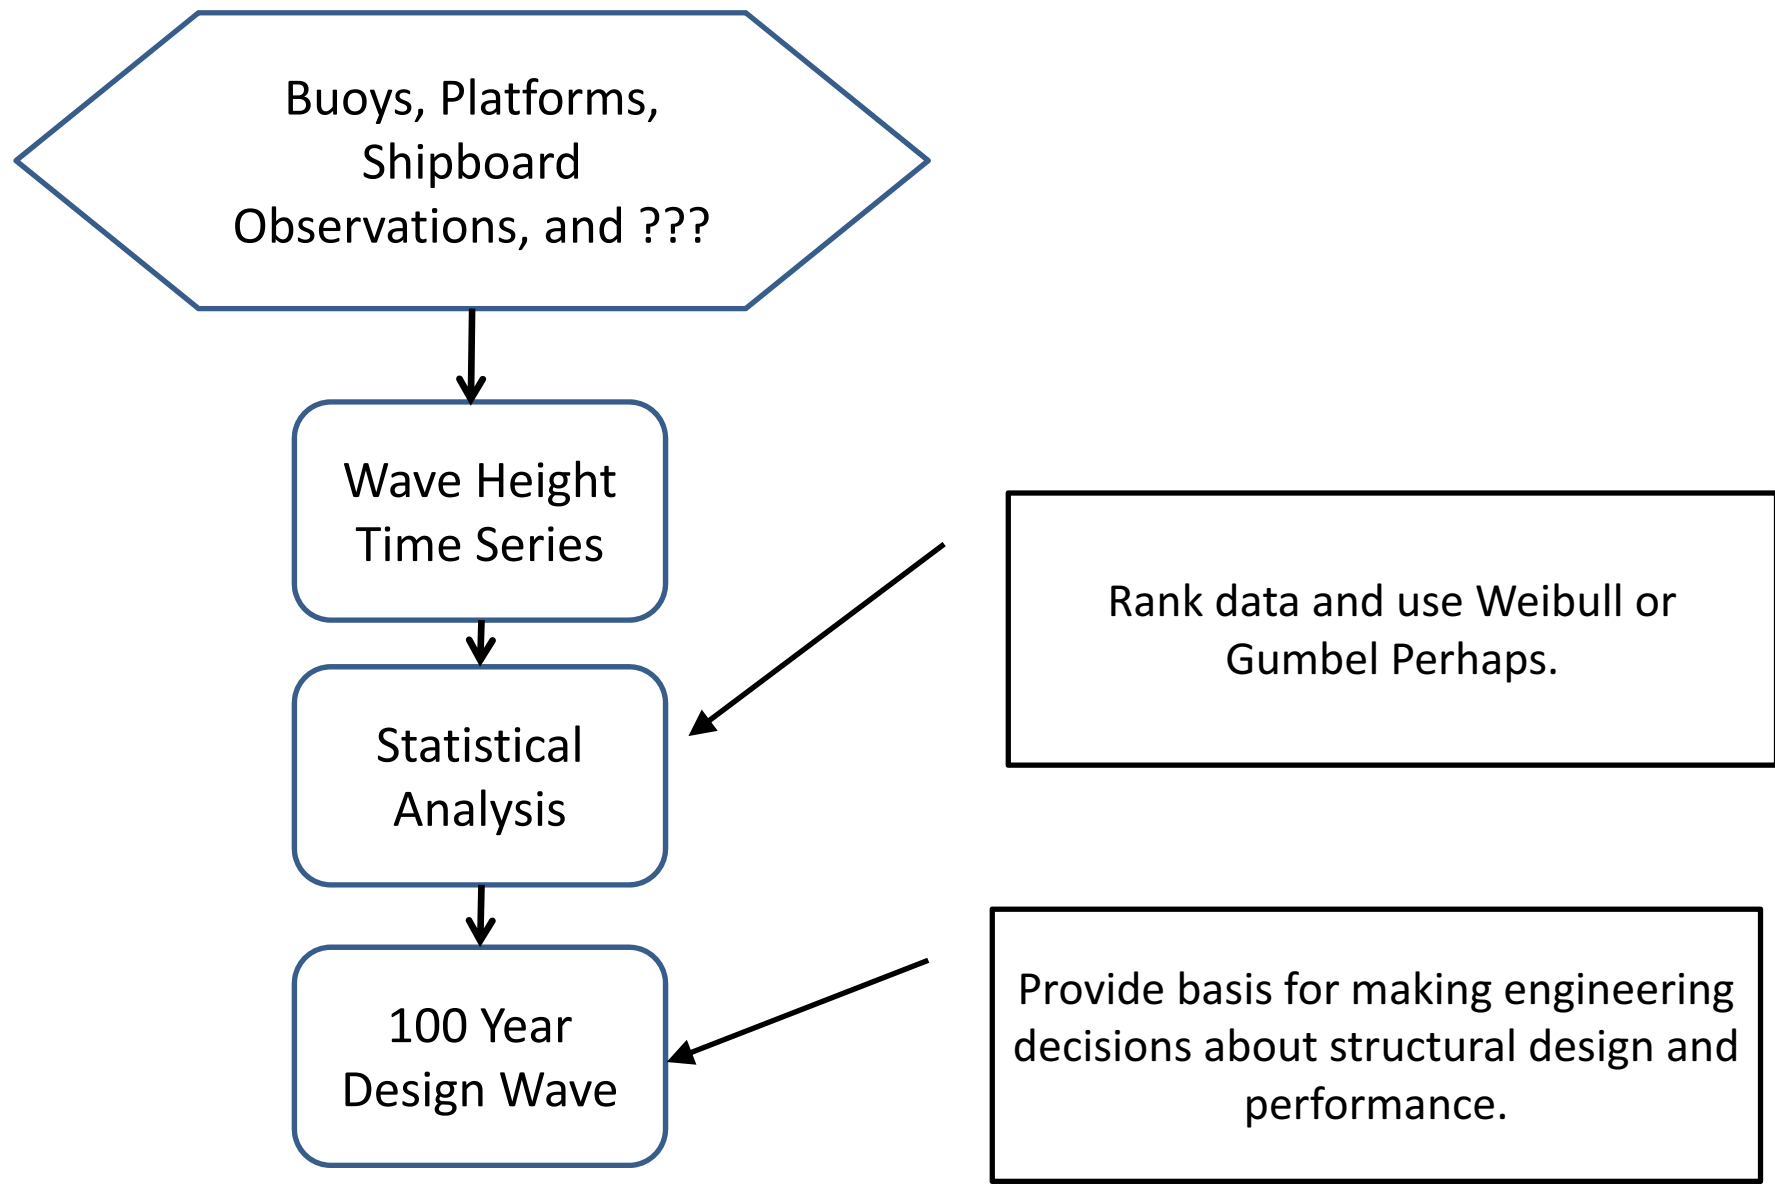 Buoys, Platforms,
Shipboard
Observations, and ???
Wave Height
Time Series
Rank data and use Weibull or
Gumbel Perhaps.
Statistical
Analysis
Provide basis for making engineering
decisions about structural design and
performance.
100 Year
Design Wave